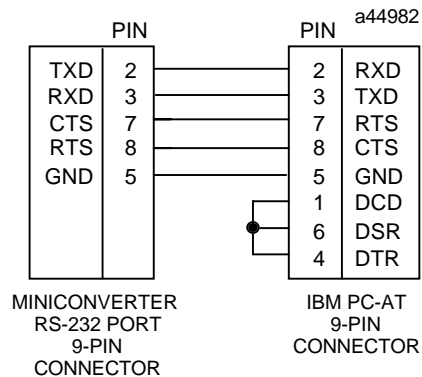 a44982
PIN PIN
TXD 2 2 RXD
RXD 3 3 TXD
CTS 7 7 RTS
RTS 8 8 CTS
GND 5 5 GND
1 DCD
6 DSR
4 DTR
MINICONVERTER
RS-232 PORT
9-PIN
CONNECTOR
IBM PC-AT
9-PIN
CONNECTOR